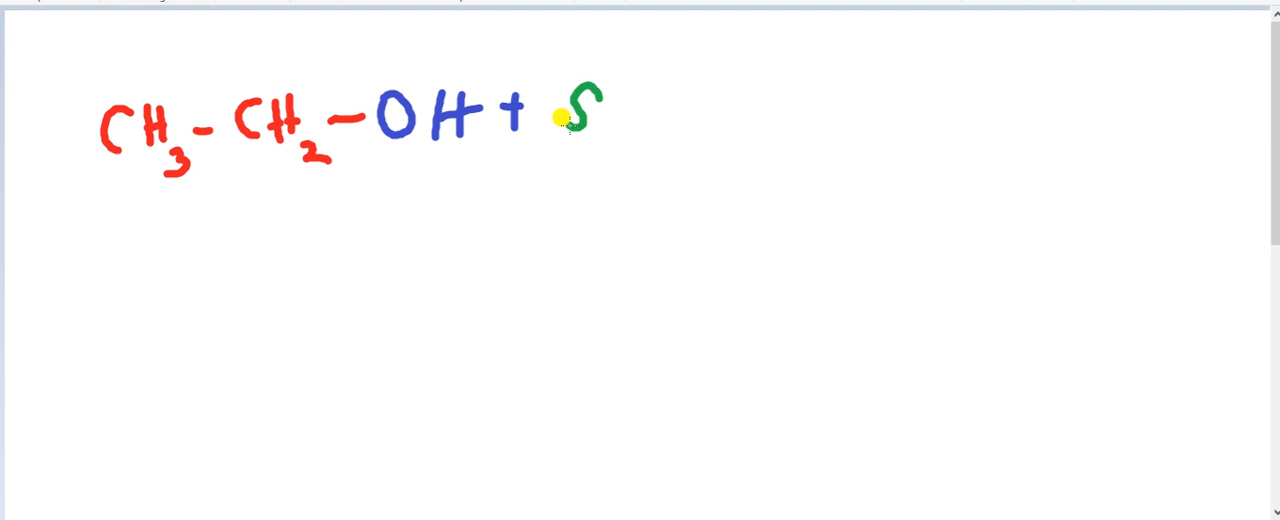 CH₃ - CH₂ - OH + S